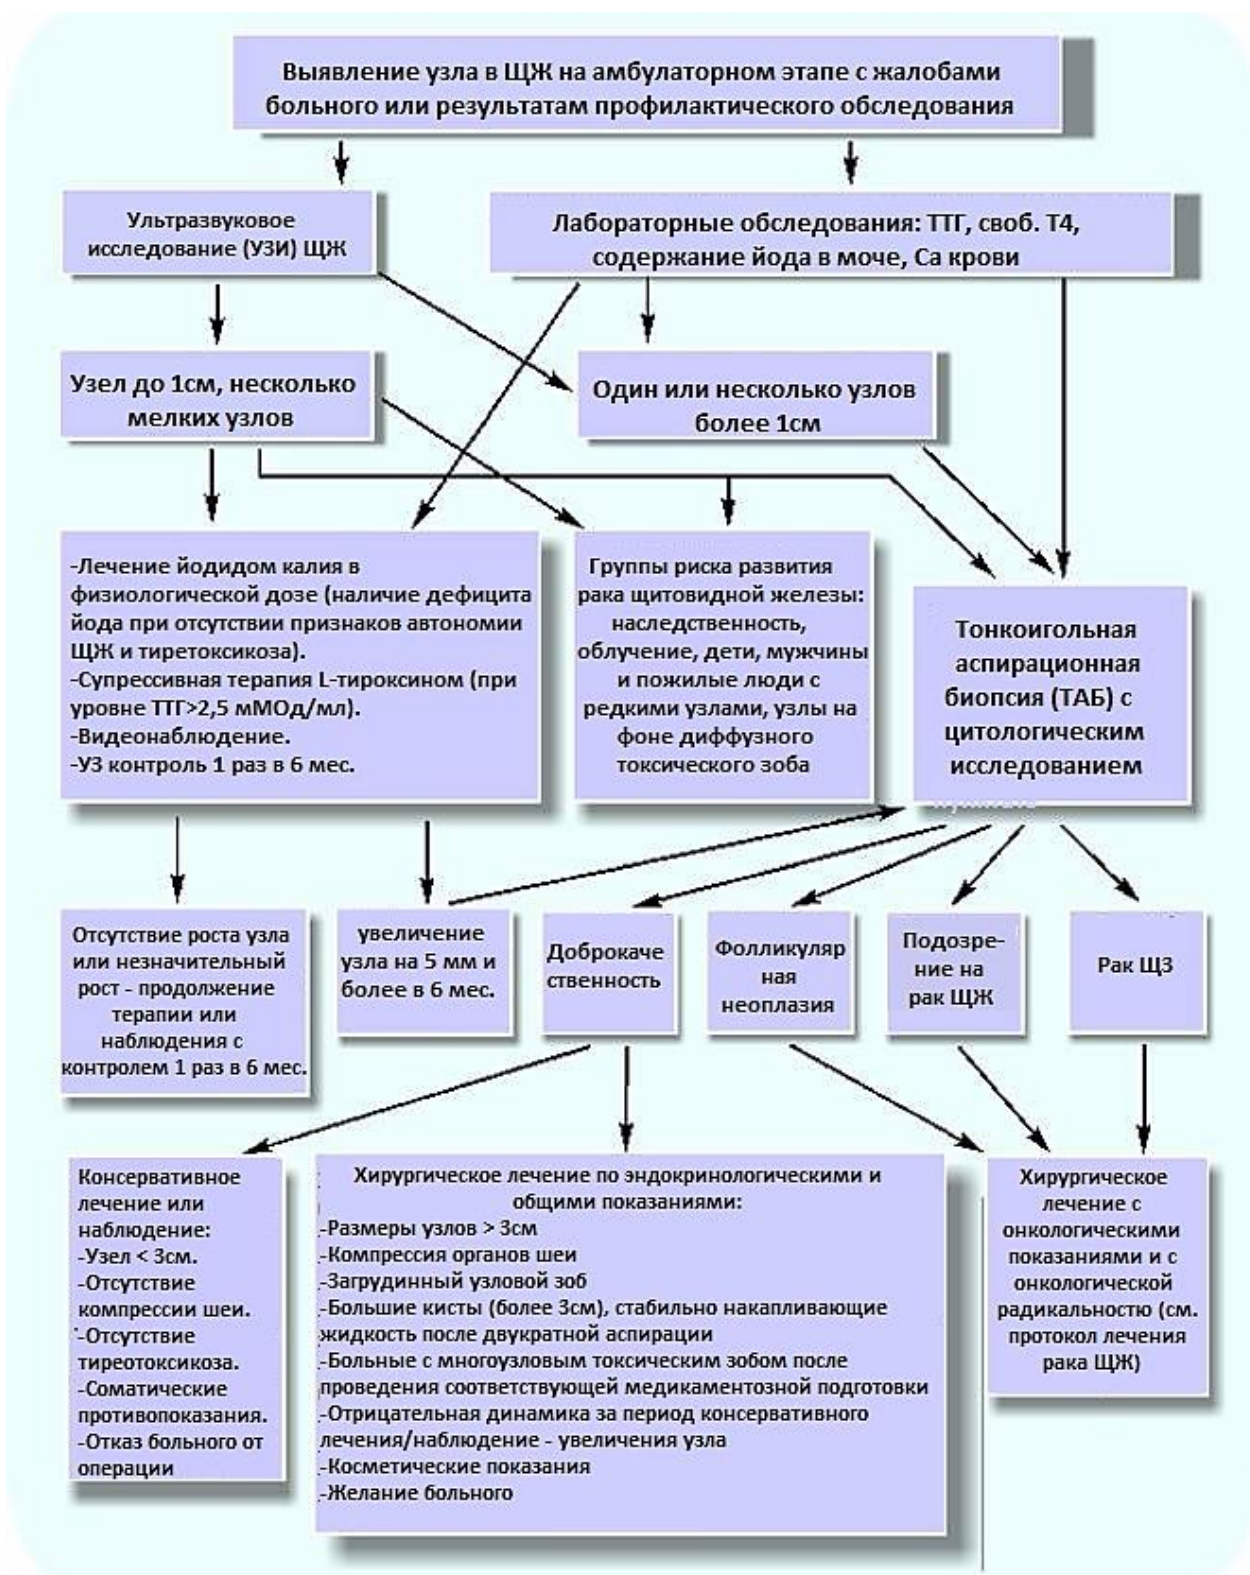 Выявление узла в ЩЖ на амбулаторном этапе с жалобами
больного или результатам профилактического обследования
Ультразвуковое
исследование (УЗИ) ЩЖ
Лабораторные обследования: ТТГ, своб. Т4,
содержание йода в моче, Са крови
Узел до 1см, несколько
мелких узлов
Один или несколько узлов
более 1см
-Лечение йодидом калия в
физиологической дозе (наличие дефицита
йода при отсутствии признаков автономии
ЩЖ и тиретоксикоза).
-Супрессивная терапия L-тироксином (при
уровне ТТГ>2,5 мМОд/мл).
-Видеонаблюдение.
-УЗ контроль 1 раз в 6 мес.
Группы риска развития
рака щитовидной железы:
наследственность,
облучение, дети, мужчины
и пожилые люди с
редкими узлами, узлы на
фоне диффузного
токсического зоба
Тонкоигольная
аспирационная
биопсия (ТАБ) с
цитологическим
исследованием
Отсутствие роста узла
или незначительный
рост - продолжение
терапии или
наблюдения с
контролем 1 раз в 6 мес.
увеличение
узла на 5 мм и
более в 6 мес.
Доброкаче
ственность
Фолликуляр
ная
неоплазия
Подозре-
ние на
рак ЩЖ
Рак ЩЗ
Консервативное
лечение или
наблюдение:
-Узел < 3см.
-Отсутствие
компрессии шеи.
-Отсутствие
тиреотоксикоза.
-Соматические
противопоказания.
-Отказ больного от
операции
Хирургическое лечение по эндокринологическими и
общими показаниями:
-Размеры узлов > 3см
-Компрессия органов шеи
-Загрудинный узловой зоб
-Большие кисты (более 3см), стабильно накапливающие
жидкость после двукратной аспирации
-Больные с многоузловым токсическим зобом после
проведения соответствующей медикаментозной подготовки
-Отрицательная динамика за период консервативного
лечения/наблюдение - увеличения узла
-Косметические показания
-Желание больного
Хирургическое
лечение с
онкологическими
показаниями и с
онкологической
радикальностью (см.
протокол лечения
рака ЩЖ)